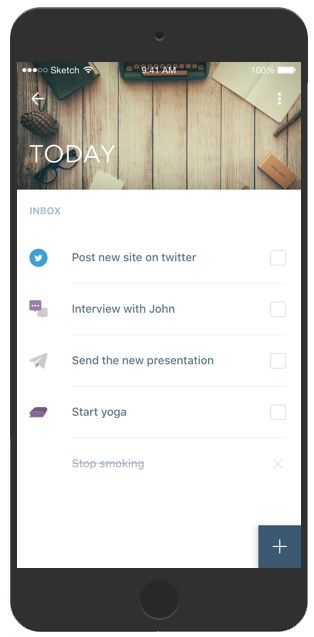 Sketch 9:41 AM 100%
TODAY
INBOX
Post new site on twitter
Interview with John
Send the new presentation
Start yoga
Stop smoking